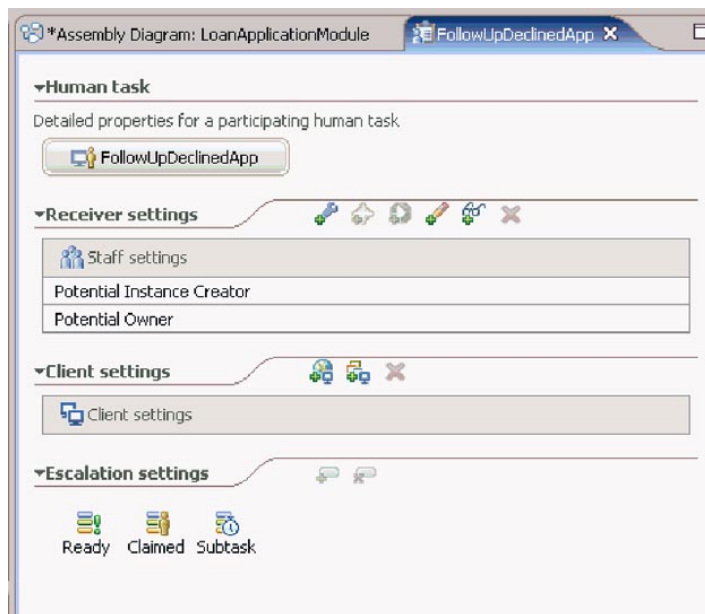 *Assembly Diagram: LoanApplicationModule FollowUpDeclinedApp
Human task
Detailed properties for a participating human task
FollowUpDeclinedApp
Receiver settings
Staff settings
Potential Instance Creator
Potential Owner
Client settings
Client settings
Escalation settings
Ready Claimed Subtask